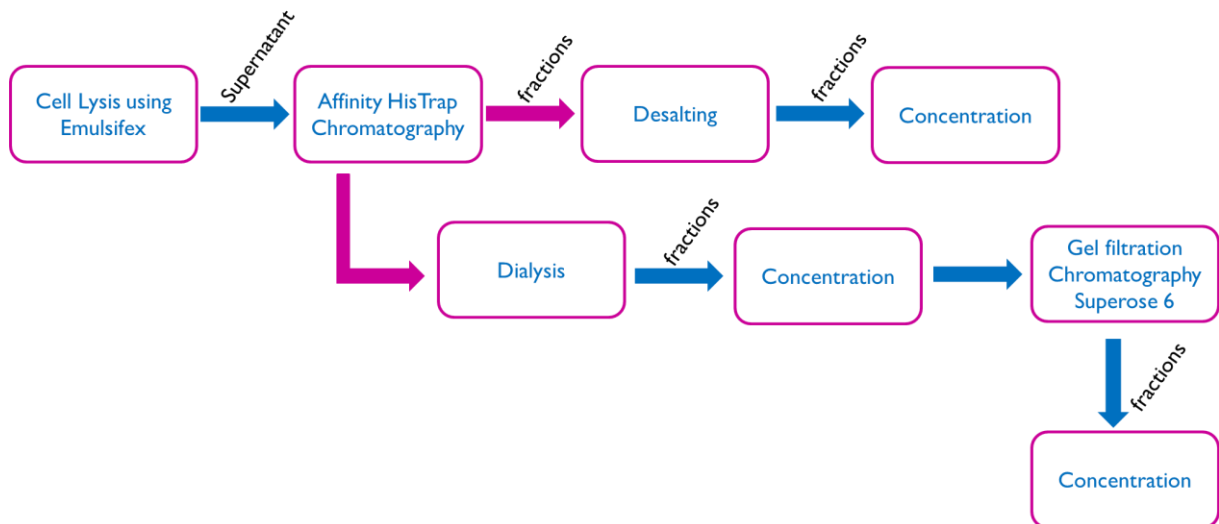 Cell Lysis using
Emulsifex
Supernatant
Affinity HisTrap
Chromatography
fractions
Desalting
fractions
Concentration
Dialysis
fractions
Concentration
Gel filtration
Chromatography
Superose 6
fractions
Concentration